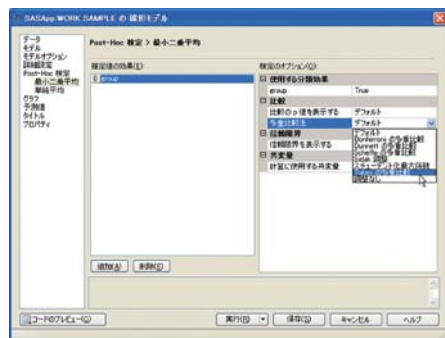 SASApp:WORK.SAMPLE の 線形モデル
データ
モデル
モデルオプション
詳細設定
Post-Hoc 検定
最小二乗平均
単純平均
グラフ
予測値
タイトル
プロパティ
Post-Hoc 検定 > 最小二乗平均
推定値の効果(E)
group
検定のオプション(O)
使用する分類効果
group True
比較
比較の p 値を表示する デフォルト
多重比較法 デフォルト
信頼限界
信頼限界を表示する
共変量
計算に使用する共変量
デフォルト
Bonferroni の多重比較
Dunnett の多重比較
Scheffe の多重比較
Sidak 調整
スチューデント化最大係数
Tukey の多重比較
調整なし
追加(A)
削除(D)
コードのプレビュー(C)
実行(R)
保存(S)
キャンセル
ヘルプ